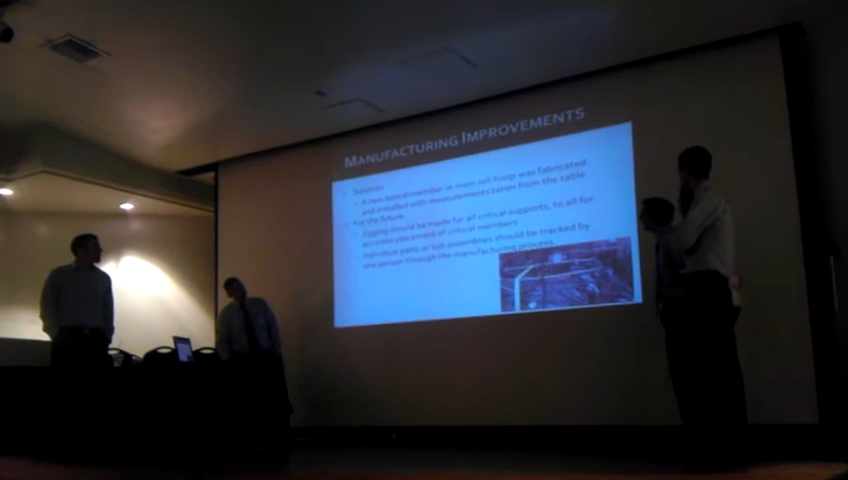 MANUFACTURING IMPROVEMENTS
Solution
A new lateral member in main roll hoop was fabricated
and installed with measurements taken from the table
For the future
Jigging should be made for all critical supports, to all for
accurate placement of critical members
Individual parts or sub assemblies should be tracked by
one person through the manufacturing process.